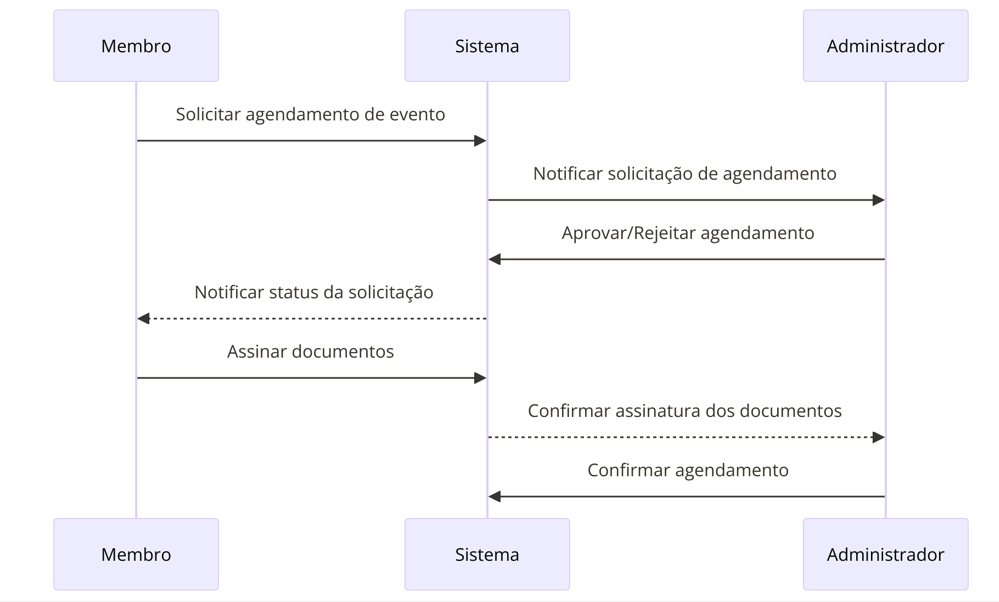 Membro
Sistema
Administrador
Solicitar agendamento de evento
Notificar solicitação de agendamento
Aprovar/Rejeitar agendamento
Notificar status da solicitação
Assinar documentos
Confirmar assinatura dos documentos
Confirmar agendamento
Membro
Sistema
Administrador